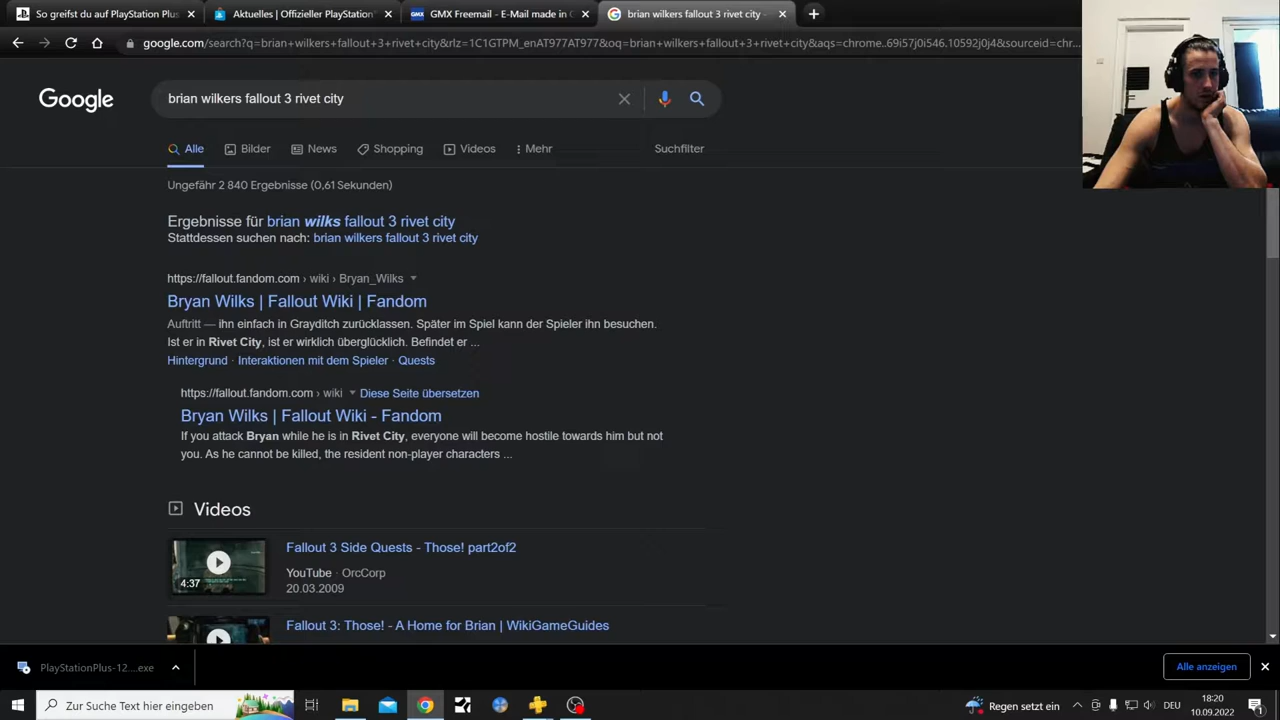 So greifst du auf PlayStation Plus
Aktuelles | Offizieller PlayStation
GMX Freemail - E-Mail made in G
brian wilkers fallout 3 rivet city -
google.com/search?q=brian+wilkers+fallout+3+rivet+city&rlz=1C1GIPM_enAT977AT977&oq=brian+wilkers+fallout+3+rivet+city&aqs=chrome..69i57j0i546.10592j0j4&sourceid=chr...
Google
brian wilkers fallout 3 rivet city
Alle
Bilder
News
Shopping
Videos
Mehr
Suchfilter
Ungefähr 2 840 Ergebnisse (0,61 Sekunden)
Ergebnisse für brian wilks fallout 3 rivet city
Stattdessen suchen nach: brian wilkers fallout 3 rivet city
https://fallout.fandom.com › wiki › Bryan_Wilks
Bryan Wilks | Fallout Wiki | Fandom
Auftritt — ihn einfach in Grayditch zurücklassen. Später im Spiel kann der Spieler ihn besuchen.
Ist er in Rivet City, ist er wirklich überglücklich. Befindet er ...
Hintergrund · Interaktionen mit dem Spieler · Quests
https://fallout.fandom.com › wiki Diese Seite übersetzen
Bryan Wilks | Fallout Wiki - Fandom
If you attack Bryan while he is in Rivet City, everyone will become hostile towards him but not
you. As he cannot be killed, the resident non-player characters ...
Videos
4:37
Fallout 3 Side Quests - Those! part2of2
YouTube · OrcCorp
20.03.2009
Fallout 3: Those! - A Home for Brian | WikiGameGuides
PlayStationPlus-12....exe
Alle anzeigen
Zur Suche Text hier eingeben
Regen setzt ein
DEU
18:20
10.09.2022
1